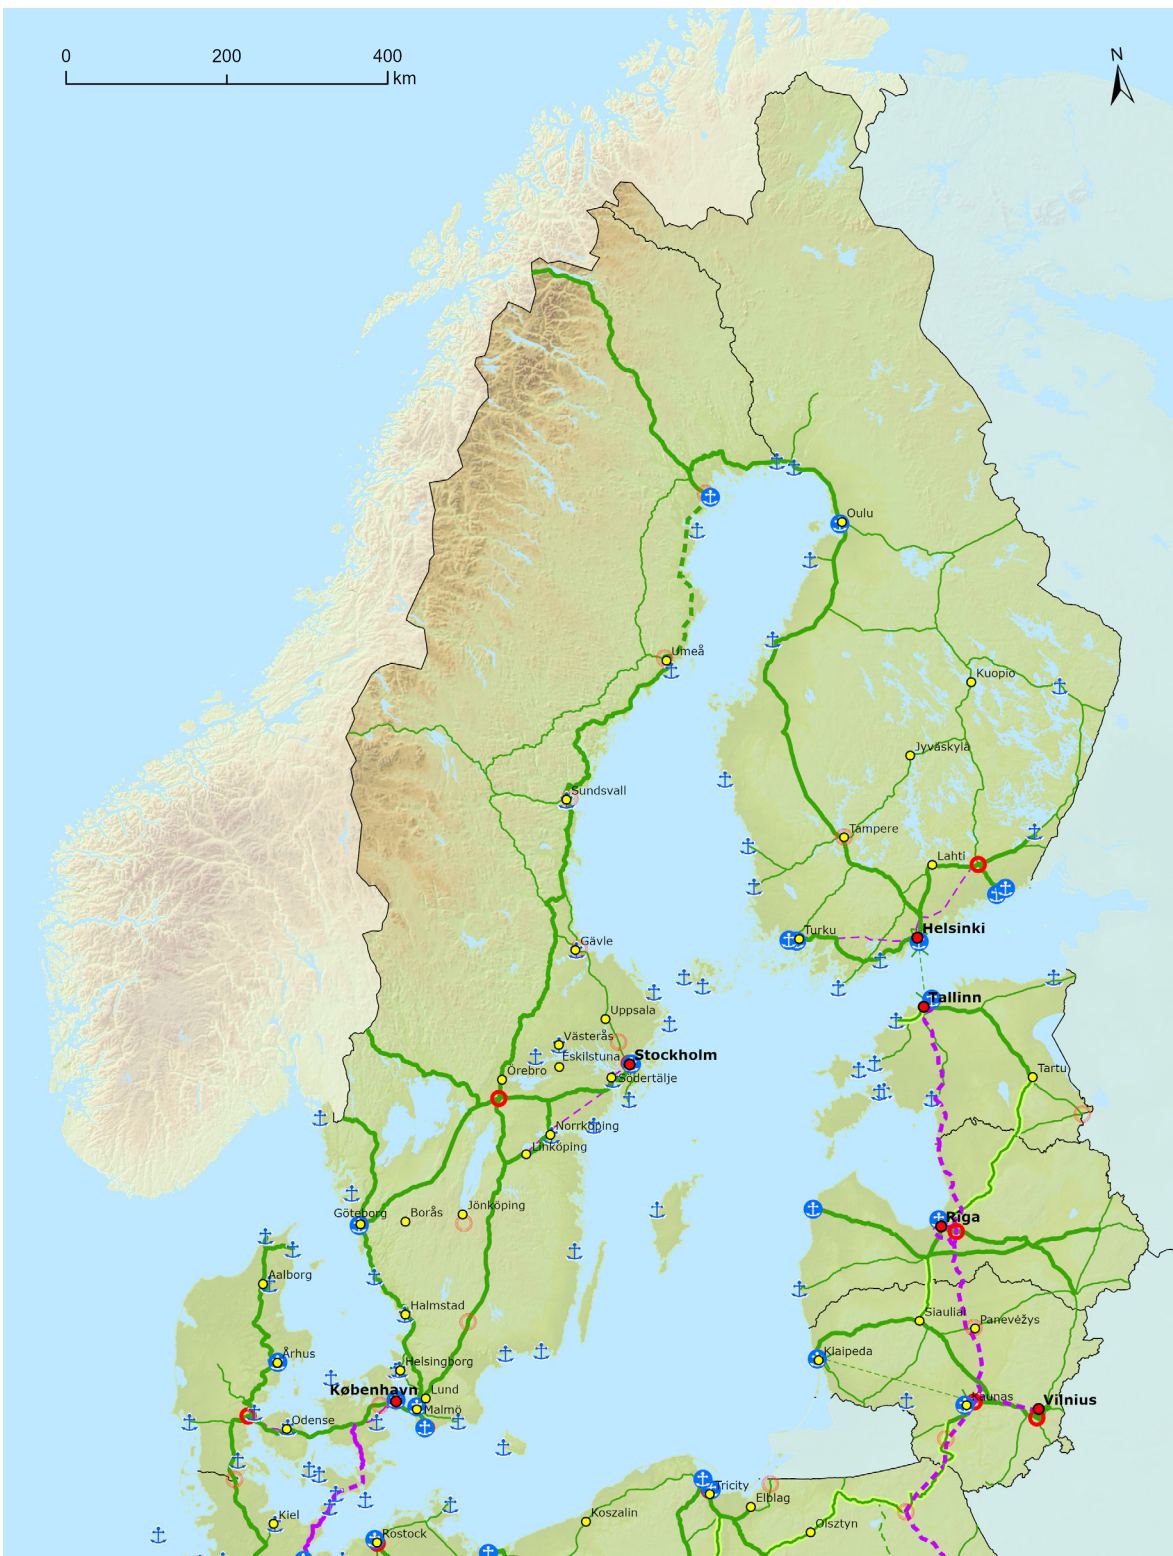 0 200 400
km
N
Oulu
Umeå
Kuopio
Jyväskylä
Sundsvall
Tampere
Lahti
Turku
Helsinki
Gävle
Tallinn
Uppsala
Västerås
Stockholm
Eskilstuna
Örebro
Södertälje
Tartu
Norrköping
Linköping
Jönköping
Borås
Göteborg
Riga
Aalborg
Halmstad
Siauliai
Panevėžys
Klaipeda
Århus
Helsingborg
København
Lund
Malmö
Kaunas
Vilnius
Odense
Tricity
Elblag
Koszalin
Kiel
Olsztyn
Rostock